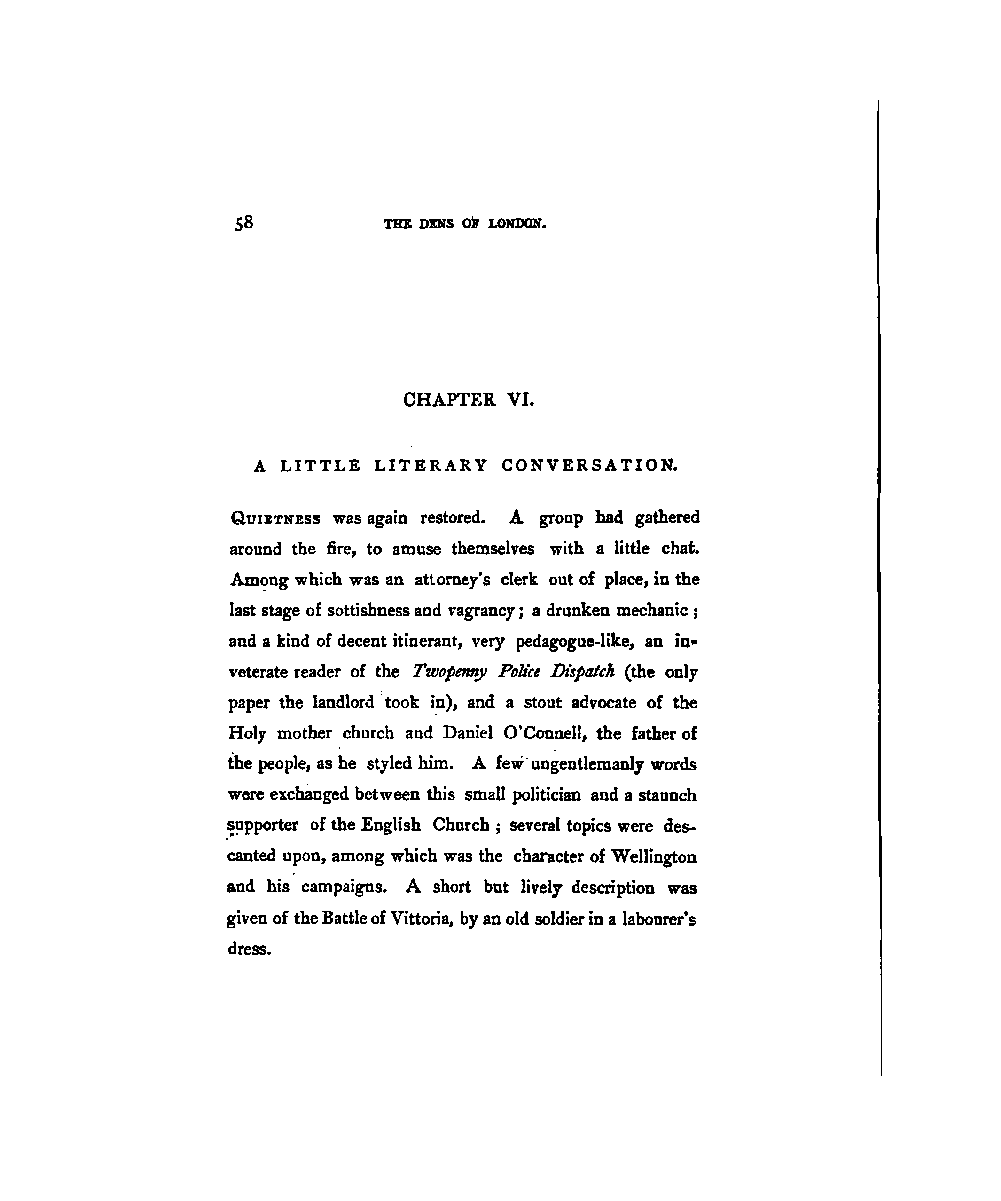 58 THE DENS OF LONDON.
CHAPTER VI.
A LITTLE LITERARY CONVERSATION.
QUIETNESS was again restored. A group had gathered
around the fire, to amuse themselves with a little chat.
Among which was an attorney's clerk out of place, in the
last stage of sottishness and vagrancy; a drunken mechanic;
and a kind of decent itinerant, very pedagogue-like, an in-
veterate reader of the Twopenny Police Dispatch (the only
paper the landlord took in), and a stout advocate of the
Holy mother church and Daniel O'Connell, the father of
the people, as he styled him. A few ungentlemanly words
were exchanged between this small politician and a staunch
supporter of the English Church; several topics were des-
canted upon, among which was the character of Wellington
and his campaigns. A short but lively description was
given of the Battle of Vittoria, by an old soldier in a labourer's
dress.